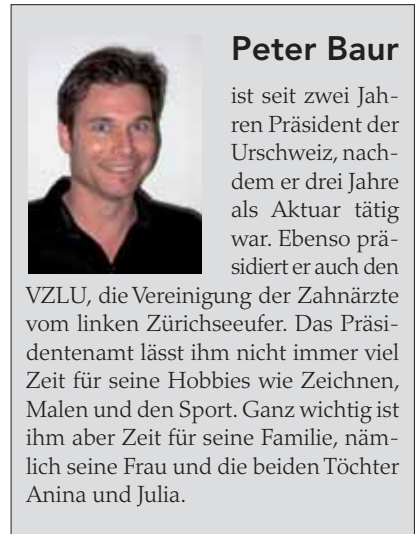 Peter Baur
ist seit zwei Jah-
ren Präsident der
Urschweiz, nach-
dem er drei Jahre
als Aktuar tätig
war. Ebenso prä-
sidiert er auch den
VZLU, die Vereinigung der Zahnärzte
vom linken Zürichseeufer. Das Präsi-
dentenamt lässt ihm nicht immer viel
Zeit für seine Hobbies wie Zeichnen,
Malen und den Sport. Ganz wichtig ist
ihm aber Zeit für seine Familie, näm-
lich seine Frau und die beiden Töchter
Anina und Julia.